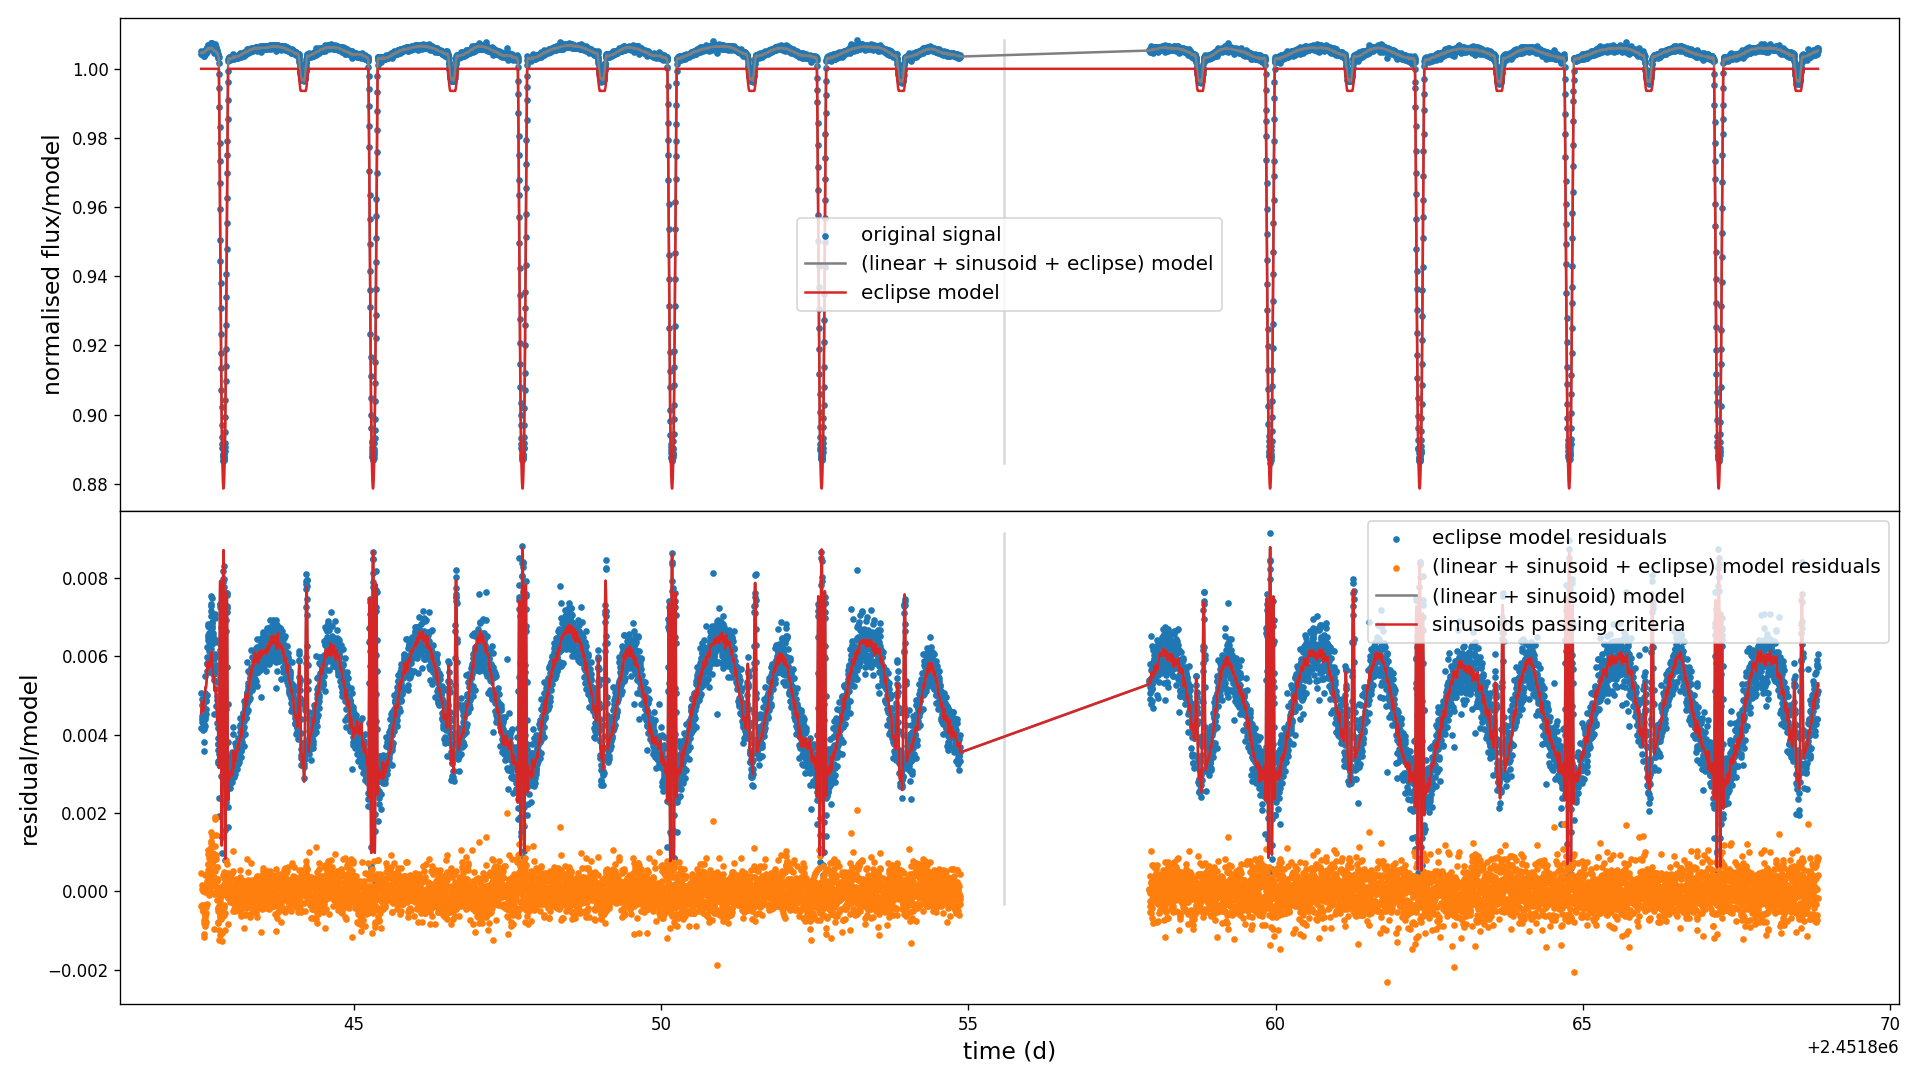 normalised flux/model
1.00
0.98
0.96
0.94
0.92
0.90
0.88
original signal
(linear + sinusoid + eclipse) model
eclipse model
residual/model
0.008
0.006
0.004
0.002
0.000
−0.002
eclipse model residuals
(linear + sinusoid + eclipse) model residuals
(linear + sinusoid) model
sinusoids passing criteria
45 50 55 60 65 70
time (d)
+2.4518e6